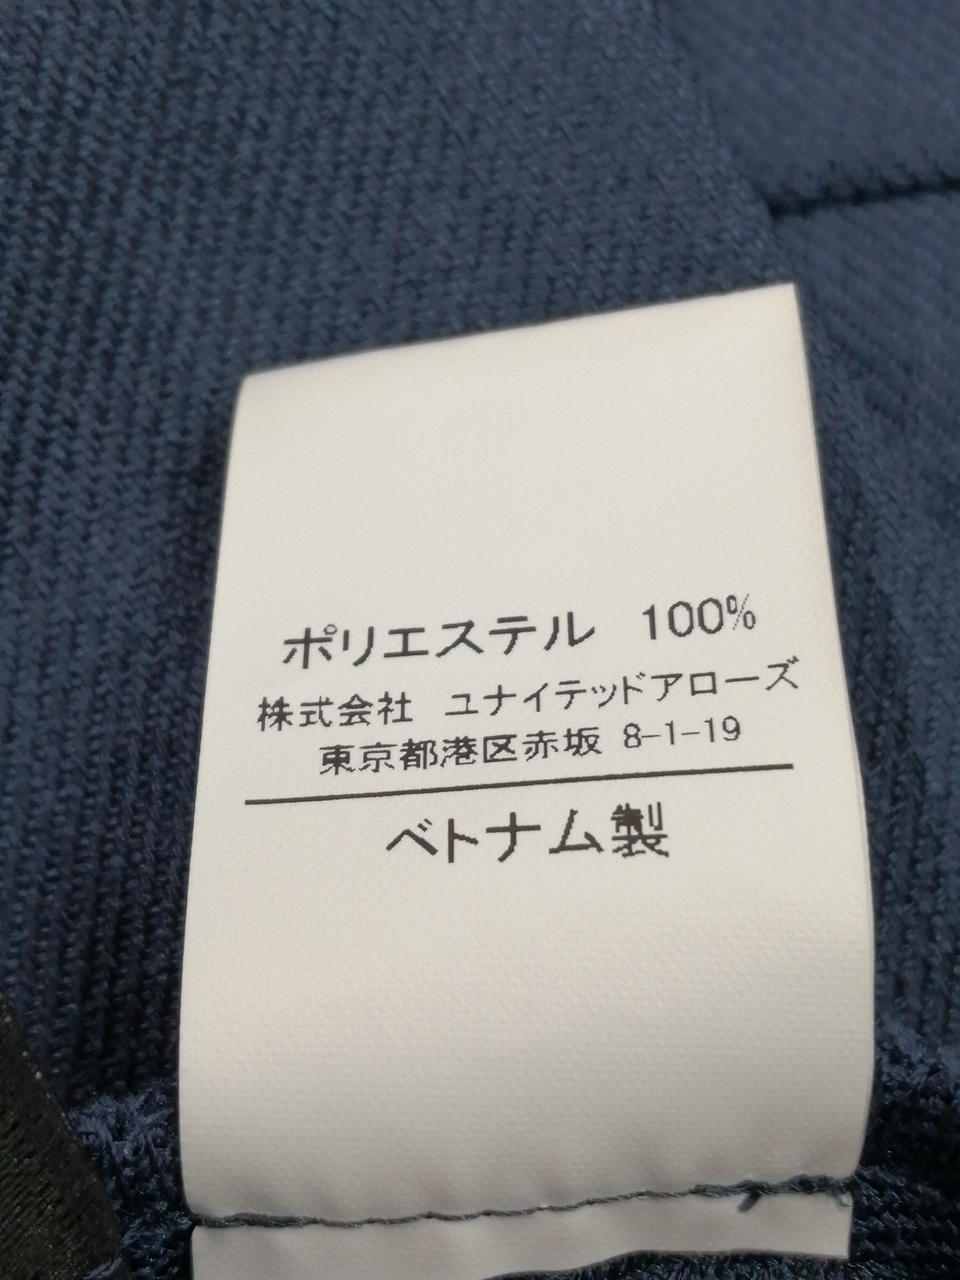 ポリエステル 100%
株式会社 ユナイテッドアローズ
東京都港区赤坂 8-1-19
ベトナム製